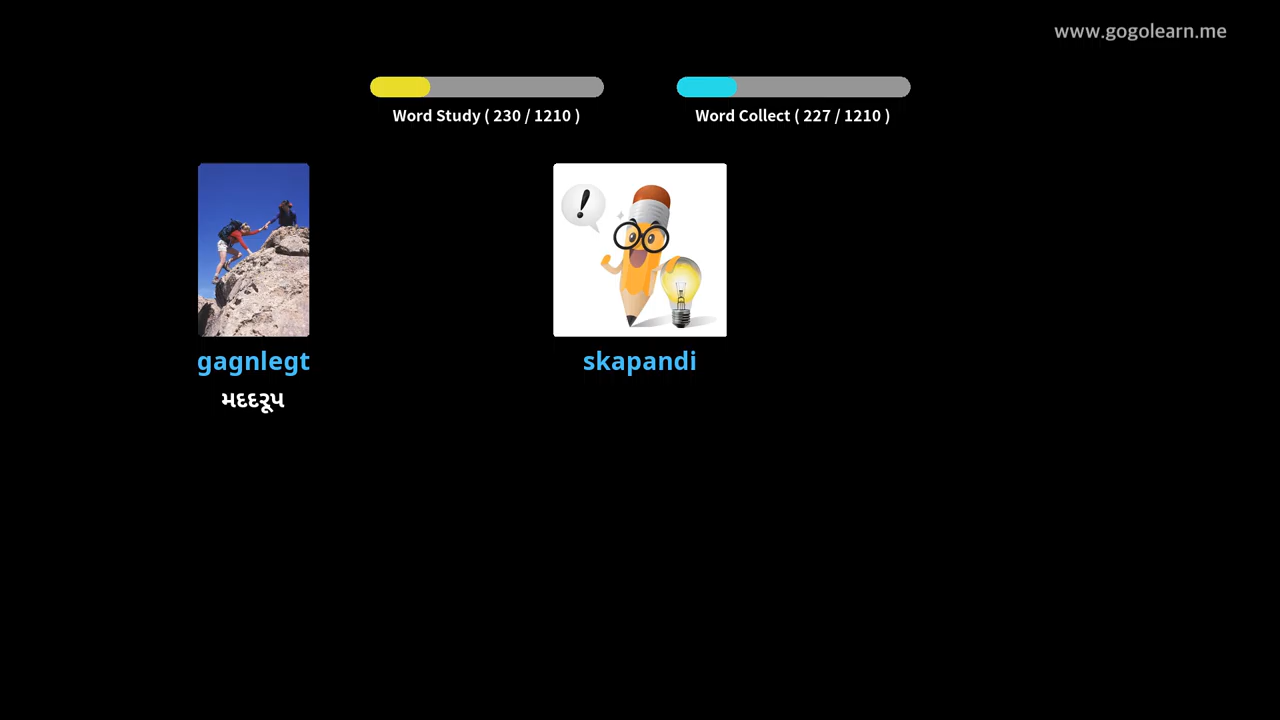 www.gogolearn.me
Word Study ( 230 / 1210 )
Word Collect ( 227 / 1210 )
!
gagnlegt
મદદરૂપ
skapandi